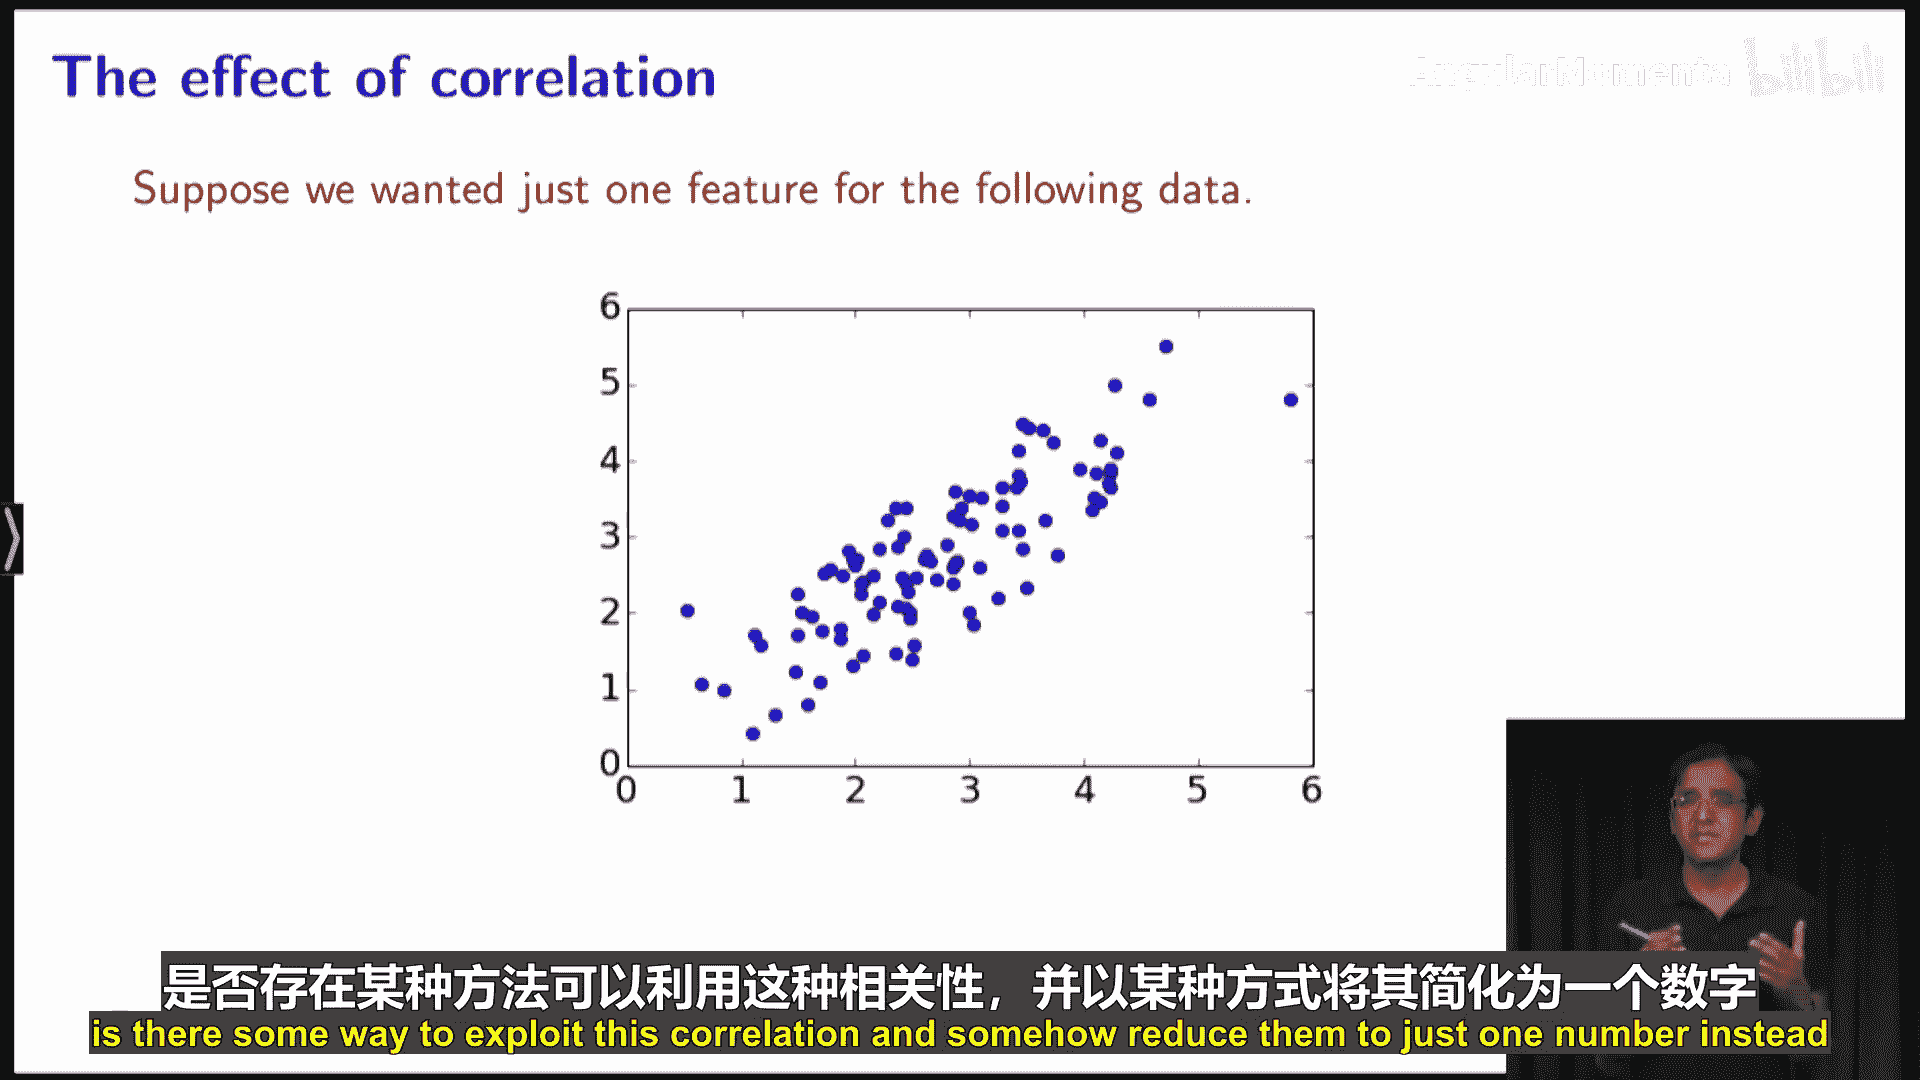 The effect of correlation
AngularMomenta bilibili
Suppose we wanted just one feature for the following data.
6
5
4
3
2
1
0
0 1 2 3 4 5 6
是否存在某种方法可以利用这种相关性，并以某种方式将其简化为一个数字
is there some way to exploit this correlation and somehow reduce them to just one number instead